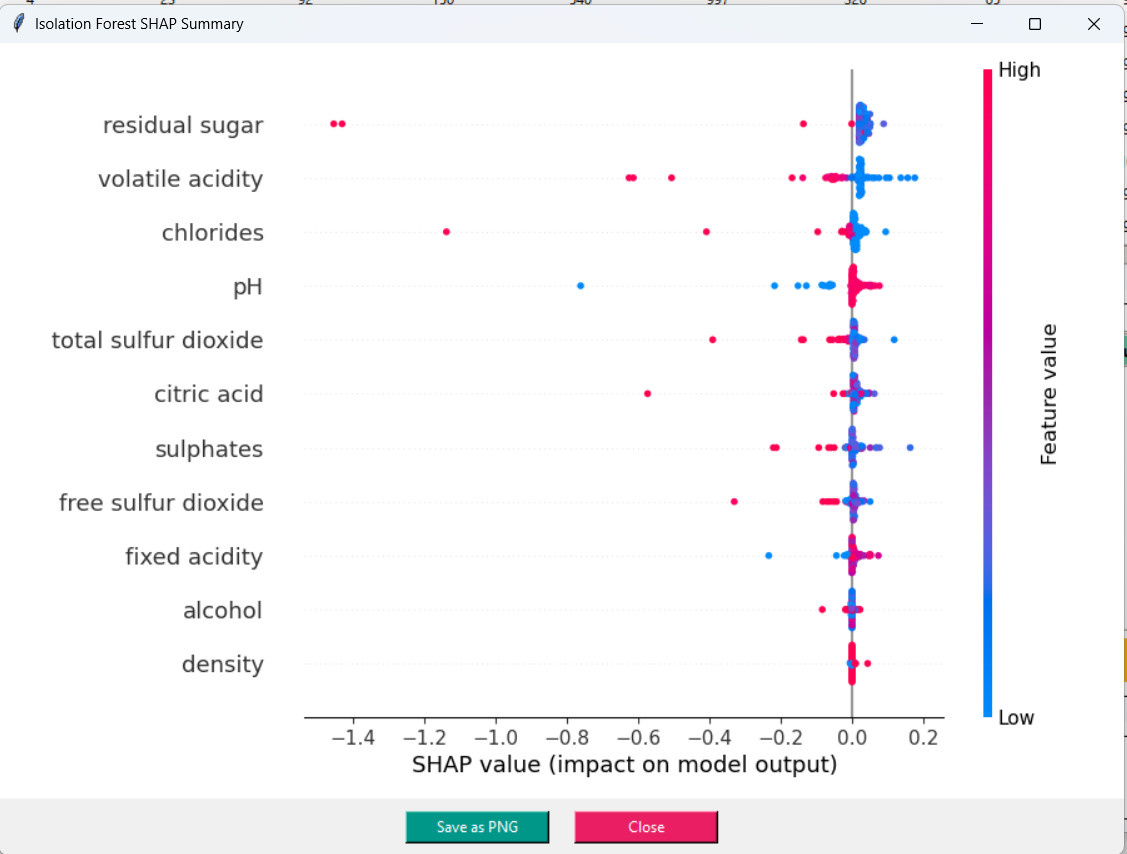 Isolation Forest SHAP Summary
High
residual sugar
volatile acidity
chlorides
pH
total sulfur dioxide
citric acid
sulphates
free sulfur dioxide
fixed acidity
alcohol
density
Feature value
Low
−1.4 −1.2 −1.0 −0.8 −0.6 −0.4 −0.2 0.0 0.2
SHAP value (impact on model output)
Save as PNG Close